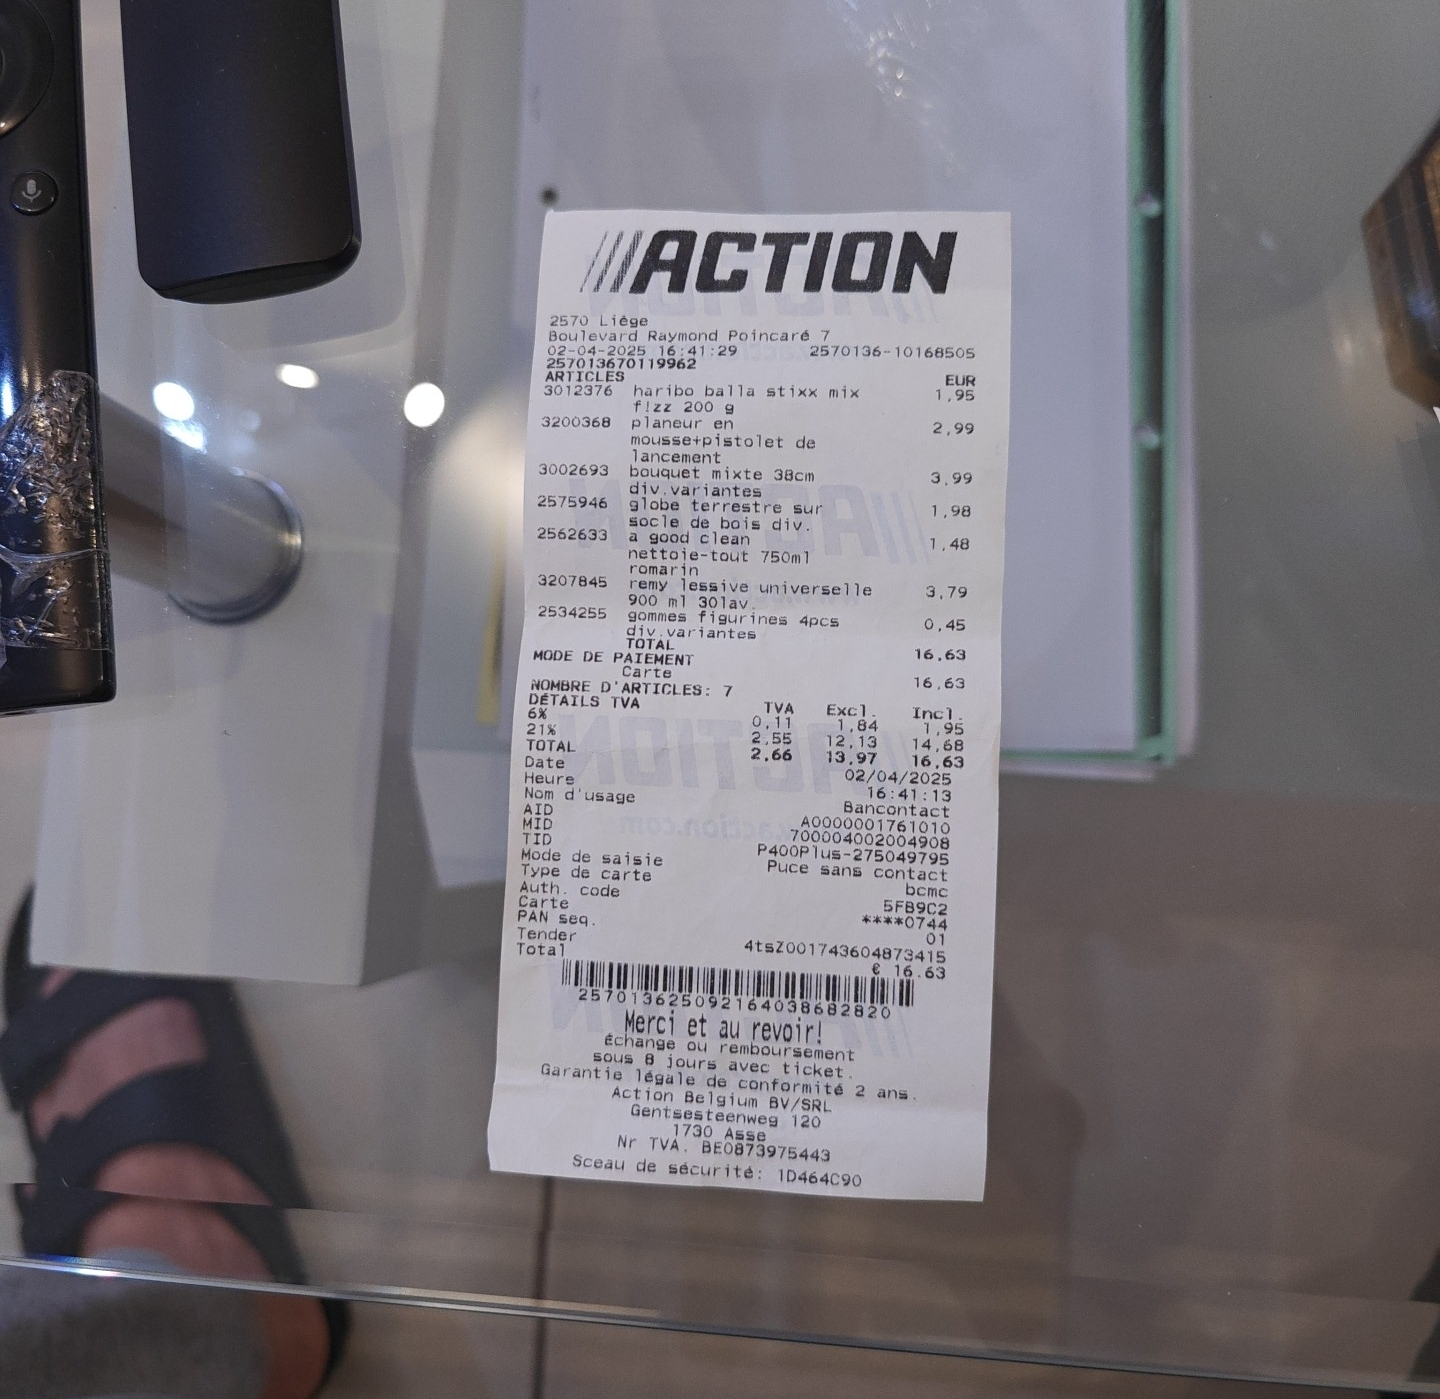 ACTION
2570 Liège
Boulevard Raymond Poincaré 7
02-04-2025 16:41:29 2570136-10168505
257013670119962
ARTICLES EUR
3012376 haribo balla stixx mix 1,95
f!zz 200 g
3200368 planeur en 2,99
mousse+pistolet de
lancement
3002693 bouquet mixte 38cm 3,99
div.variantes
2575946 globe terrestre sur 1,98
socle de bois div.
2562633 a good clean 1,48
nettoie-tout 750ml
romarin
3207845 remy lessive universelle 3,79
900 ml 30lav.
2534255 gommes figurines 4pcs 0,45
div.variantes
TOTAL 16,63
MODE DE PAIEMENT
Carte 16,63
NOMBRE D'ARTICLES: 7
DÉTAILS TVA TVA Excl. Incl.
6% 0,11 1,84 1,95
21% 2,55 12,13 14,68
TOTAL 2,66 13,97 16,63
Date 02/04/2025
Heure 16:41:13
Nom d'usage Bancontact
AID A0000001761010
MID 700004002004908
TID P400Plus-275049795
Mode de saisie Puce sans contact
Type de carte bcmc
Auth. code 5FB9C2
Carte ****0744
PAN seq. 01
Tender 4tsZ001743604873415
Total € 16.63
257013625092164038682820
Merci et au revoir!
Échange ou remboursement
sous 8 jours avec ticket.
Garantie légale de conformité 2 ans.
Action Belgium BV/SRL
Gentsesteenweg 120
1730 Asse
Nr TVA. BE0873975443
Sceau de sécurité: 1D464C90